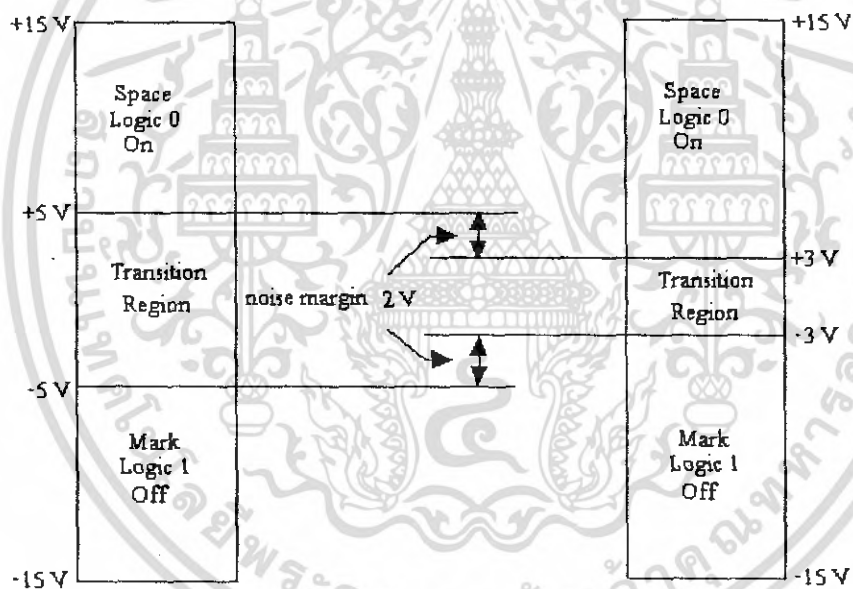 +15 V
Space
Logic 0
On
+5 V
Transition
Region
-5 V
Mark
Logic 1
Off
-15 V
noise margin 2 V
+15 V
Space
Logic 0
On
+3 V
Transition
Region
-3 V
Mark
Logic 1
Off
-15 V